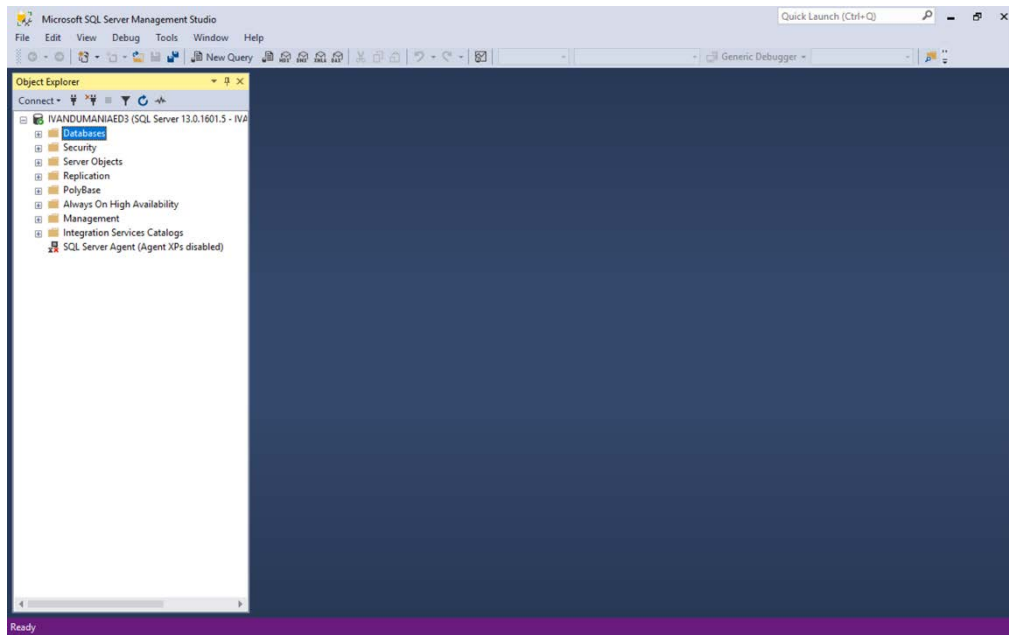 Microsoft SQL Server Management Studio
Quick Launch (Ctrl+Q)
File Edit View Debug Tools Window Help
New Query
Generic Debugger
Object Explorer
Connect
IVANDUMANIAED3 (SQL Server 13.0.1601.5 - IVA
Databases
Security
Server Objects
Replication
PolyBase
Always On High Availability
Management
Integration Services Catalogs
SQL Server Agent (Agent XPs disabled)
Ready